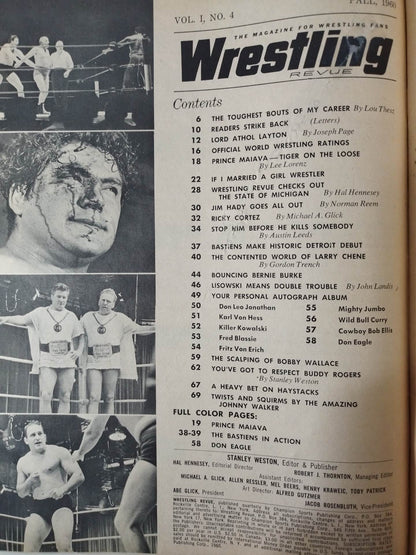 FALL, 1960
VOL. I, NO. 4
THE MAGAZINE FOR WRESTLING FANS
Wrestling
REVUE
Contents
6 THE TOUGHEST BOUTS OF MY CAREER By Lou Thesz
10 READERS STRIKE BACK (Letters)
12 LORD ATHOL LAYTON By Joseph Page
16 OFFICIAL WORLD WRESTLING RATINGS
18 PRINCE MAIAVA—TIGER ON THE LOOSE
By Lee Lorenz
22 IF I MARRIED A GIRL WRESTLER
28 WRESTLING REVUE CHECKS OUT
THE STATE OF MICHIGAN By Hal Hennesey
30 JIM HADY GOES ALL OUT By Norman Reem
32 RICKY CORTEZ By Michael A. Glick
34 STOP HIM BEFORE HE KILLS SOMEBODY
By Austin Leeds
37 BASTIENS MAKE HISTORIC DETROIT DEBUT
40 THE CONTENTED WORLD OF LARRY CHENE
By Gordon Trench
44 BOUNCING BERNIE BURKE
46 LISOWSKI MEANS DOUBLE TROUBLE By John Landis
49 YOUR PERSONAL AUTOGRAPH ALBUM
50 Don Leo Jonathan 55 Mighty Jumbo
51 Karl Von Hess 56 Wild Bull Curry
52 Killer Kowalski 57 Cowboy Bob Ellis
53 Fred Blassie 58 Don Eagle
54 Fritz Von Erich
59 THE SCALPING OF BOBBY WALLACE
62 YOU'VE GOT TO RESPECT BUDDY ROGERS
By Stanley Weston
67 A HEAVY BET ON HAYSTACKS
69 TWISTS AND SQUIRMS BY THE AMAZING
JOHNNY WALKER
FULL COLOR PAGES:
19 PRINCE MAIAVA
38-39 THE BASTIENS IN ACTION
58 DON EAGLE
STANLEY WESTON, Editor & Publisher
HAL HENNESEY, Editorial Director ROBERT J. THORNTON, Managing Editor
Assistant Editors:
MICHAEL A. GLICK, ALLEN RESSLER, MEL BEERS, HENRY KRAWEIC, TOBY PATRICK
Art Director: ALFRED GUTZMER
ABE GLICK, President JACOB ROSENBLUTH, Vice-President
WRESTLING REVUE, published quarterly by Champion Sports Publishing Corp.